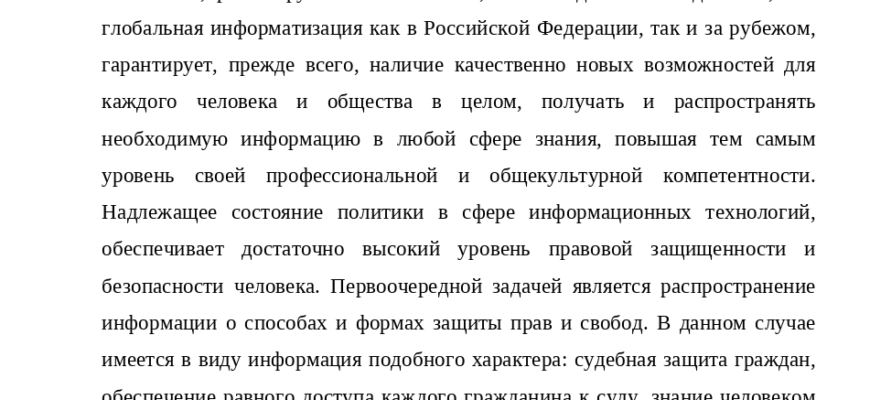 глобальная информатизация как в Российской Федерации, так и за рубежом,
гарантирует, прежде всего, наличие качественно новых возможностей для
каждого человека и общества в целом, получать и распространять
необходимую информацию в любой сфере знания, повышая тем самым
уровень своей профессиональной и общекультурной компетентности.
Надлежащее состояние политики в сфере информационных технологий,
обеспечивает достаточно высокий уровень правовой защищенности и
безопасности человека. Первоочередной задачей является распространение
информации о способах и формах защиты прав и свобод. В данном случае
имеется в виду информация подобного характера: судебная защита граждан,
обеспечение равного доступа каждого гражданина к суду, знание человеком